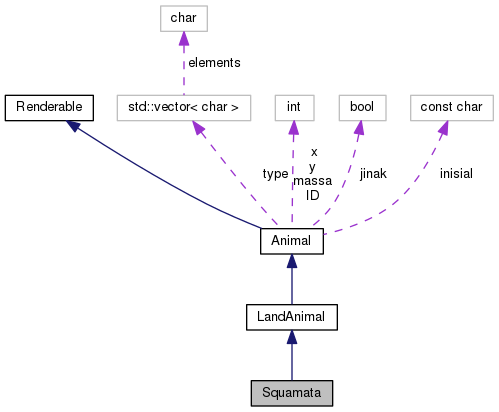 char
elements
Renderable
std::vector< char >
int
bool
const char
type
x
y
massa
ID
jinak
inisial
Animal
LandAnimal
Squamata